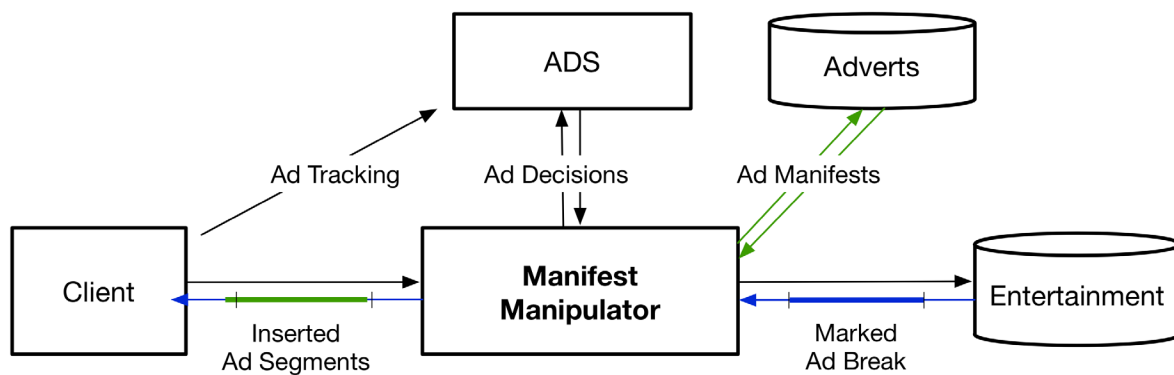 ADS
Adverts
Ad Tracking
Ad Decisions
Ad Manifests
Client
Manifest
Manipulator
Entertainment
Inserted
Ad Segments
Marked
Ad Break